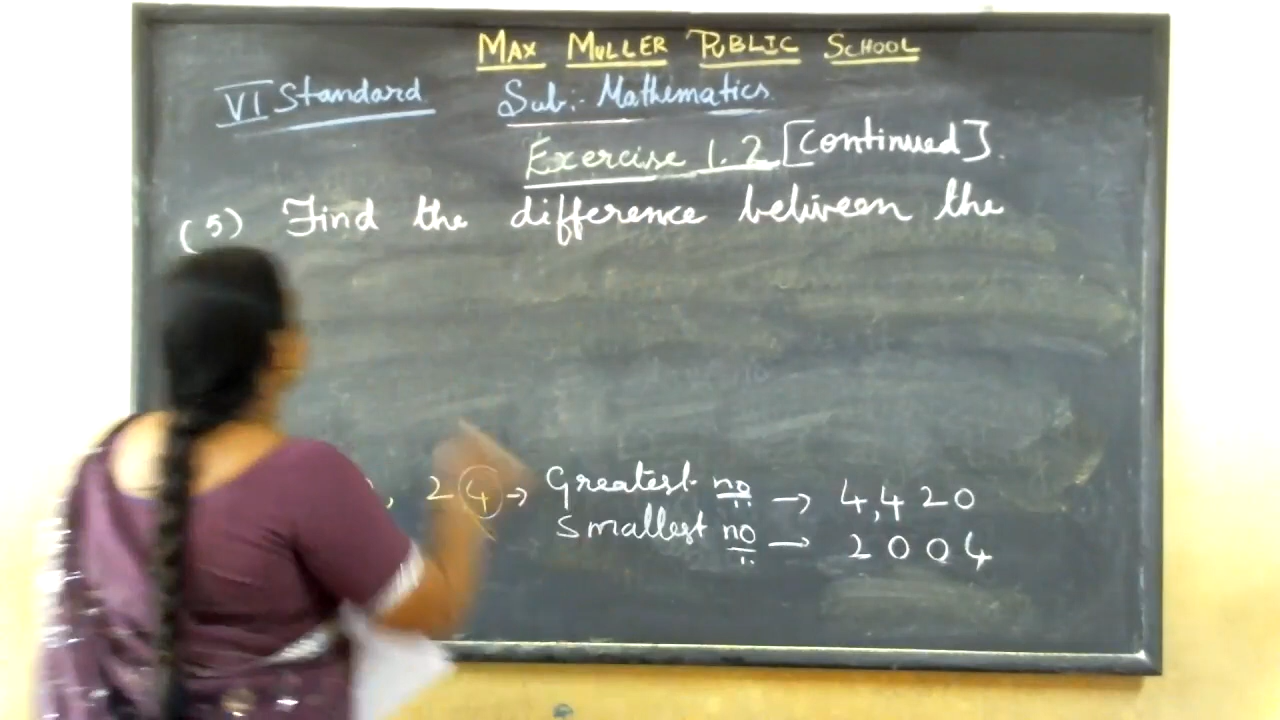 MAX MULLER PUBLIC SCHOOL
VI Standard Sub:- Mathematics
Exercise 1.2 [Continued].
(5) Find the difference between the
, 2 4 → Greatest no → 4,420
Smallest no → 2004